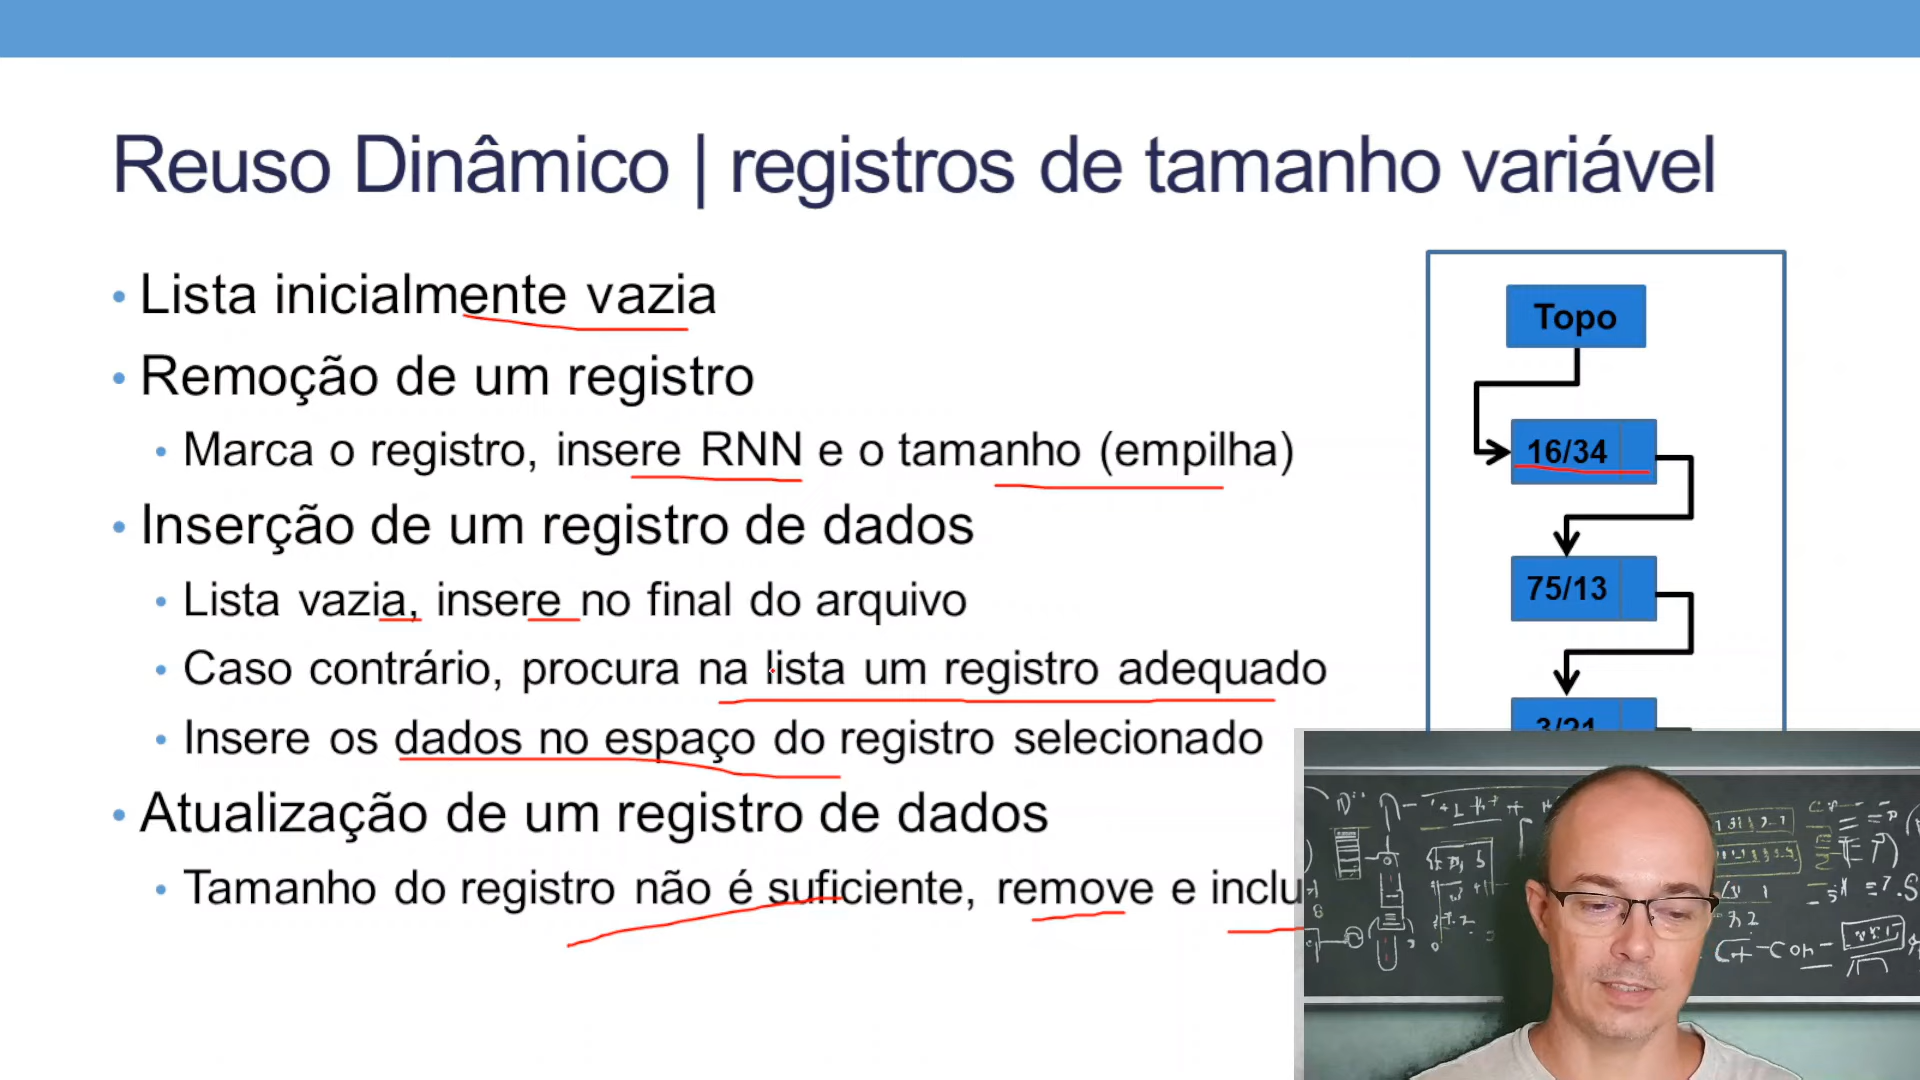 Reuso Dinâmico | registros de tamanho variável
• Lista inicialmente vazia
• Remoção de um registro
• Marca o registro, insere RNN e o tamanho (empilha)
• Inserção de um registro de dados
• Lista vazia, insere no final do arquivo
• Caso contrário, procura na lista um registro adequado
• Insere os dados no espaço do registro selecionado
• Atualização de um registro de dados
• Tamanho do registro não é suficiente, remove e inclu
Topo
16/34
75/13
3/21